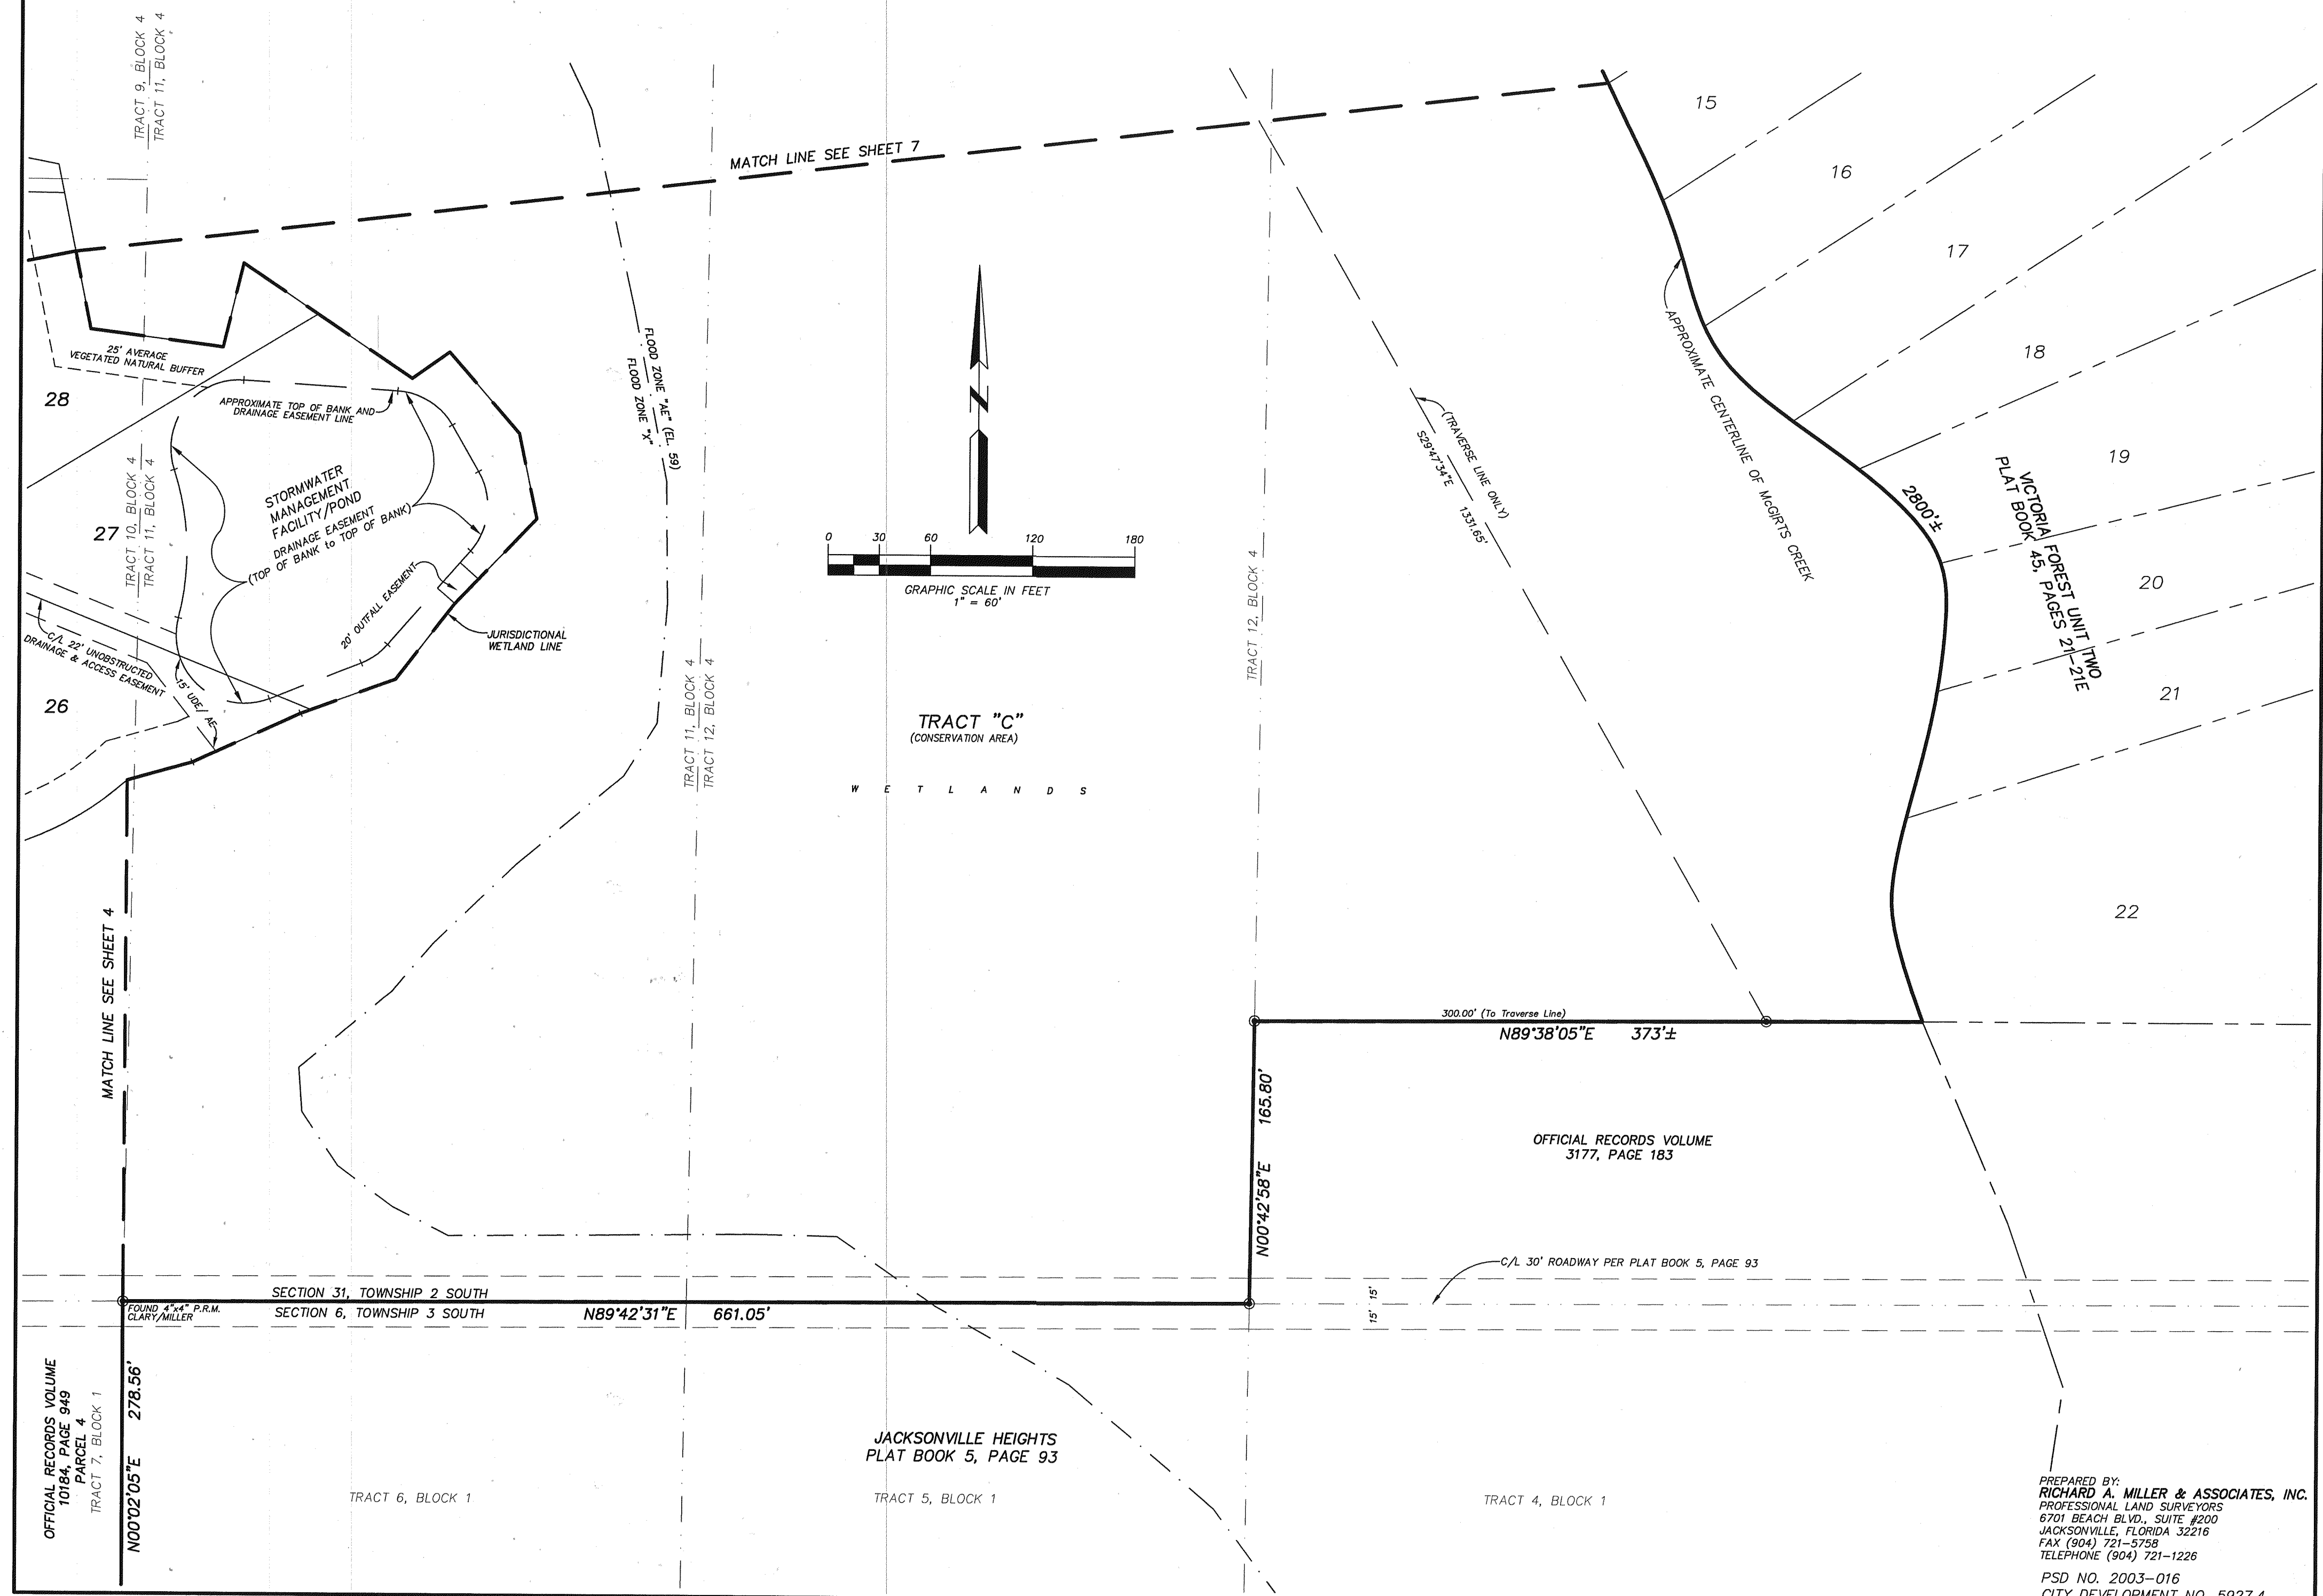 TRACT 9, BLOCK 4
TRACT 11, BLOCK 4
MATCH LINE SEE SHEET 7
15
16
17
18
19
20
21
22
25' AVERAGE
VEGETATED NATURAL BUFFER
28
APPROXIMATE TOP OF BANK AND
DRAINAGE EASEMENT LINE
STORMWATER
MANAGEMENT
FACILITY/POND
DRAINAGE EASEMENT
(TOP OF BANK to TOP OF BANK)
27
TRACT 10, BLOCK 4
TRACT 11, BLOCK 4
20' OUTFALL EASEMENT
JURISDICTIONAL
WETLAND LINE
C/L 22' UNOBSTRUCTED
DRAINAGE & ACCESS EASEMENT
15' UDE/ AE
26
FLOOD ZONE "AE" (EL. 59)
FLOOD ZONE "X"
N
0 30 60 120 180
GRAPHIC SCALE IN FEET
1" = 60'
(TRAVERSE LINE ONLY)
S29°47'34"E 1331.65'
APPROXIMATE CENTERLINE OF McGIRTS CREEK
2800'±
VICTORIA FOREST UNIT TWO
PLAT BOOK 45, PAGES 21-21E
TRACT 12, BLOCK 4
TRACT 11, BLOCK 4
TRACT 12, BLOCK 4
TRACT "C"
(CONSERVATION AREA)
W E T L A N D S
MATCH LINE SEE SHEET 4
300.00' (To Traverse Line)
N89°38'05"E 373'±
N00°42'58"E 165.80'
OFFICIAL RECORDS VOLUME
3177, PAGE 183
C/L 30' ROADWAY PER PLAT BOOK 5, PAGE 93
15' 15'
SECTION 31, TOWNSHIP 2 SOUTH
SECTION 6, TOWNSHIP 3 SOUTH
N89°42'31"E 661.05'
FOUND 4"x4" P.R.M.
CLARY/MILLER
OFFICIAL RECORDS VOLUME
10184, PAGE 949
PARCEL 4
TRACT 7, BLOCK 1
N00°02'05"E 278.56'
JACKSONVILLE HEIGHTS
PLAT BOOK 5, PAGE 93
TRACT 6, BLOCK 1
TRACT 5, BLOCK 1
TRACT 4, BLOCK 1
PREPARED BY:
RICHARD A. MILLER & ASSOCIATES, INC.
PROFESSIONAL LAND SURVEYORS
6701 BEACH BLVD., SUITE #200
JACKSONVILLE, FLORIDA 32216
FAX (904) 721-5758
TELEPHONE (904) 721-1226
PSD NO. 2003-016
CITY DEVELOPMENT NO. 5927.4